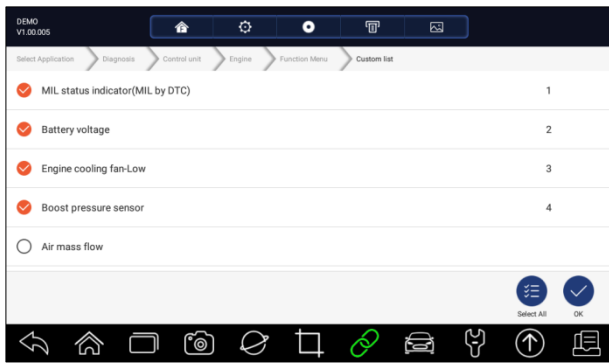 DEMO
V1.00.005
Select Application Diagnosis Control unit Engine Function Menu Custom list
MIL status indicator(MIL by DTC) 1
Battery voltage 2
Engine cooling fan-Low 3
Boost pressure sensor 4
Air mass flow
Select All OK